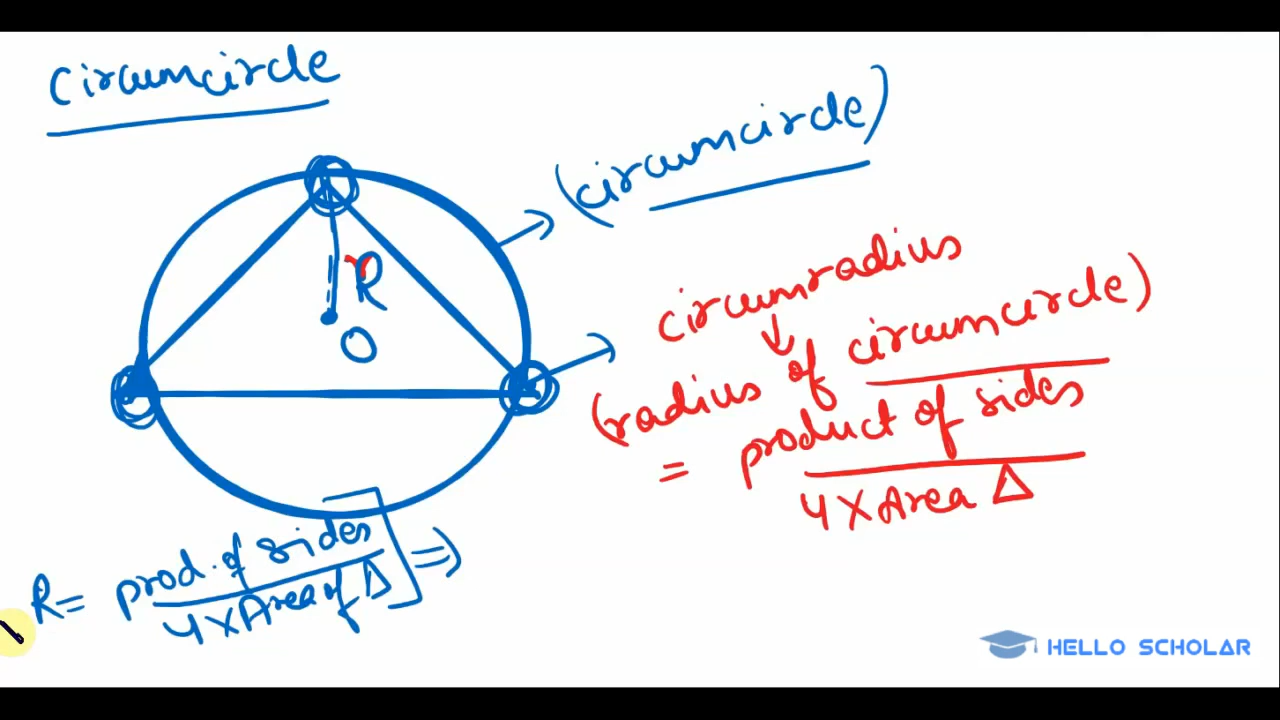 circumcircle
(circumcircle)
R
O
circumradius
(radius of circumcircle)
= product of sides
4 × Area Δ
R = prod. of sides
4 × Area of Δ ⇒
HELLO SCHOLAR